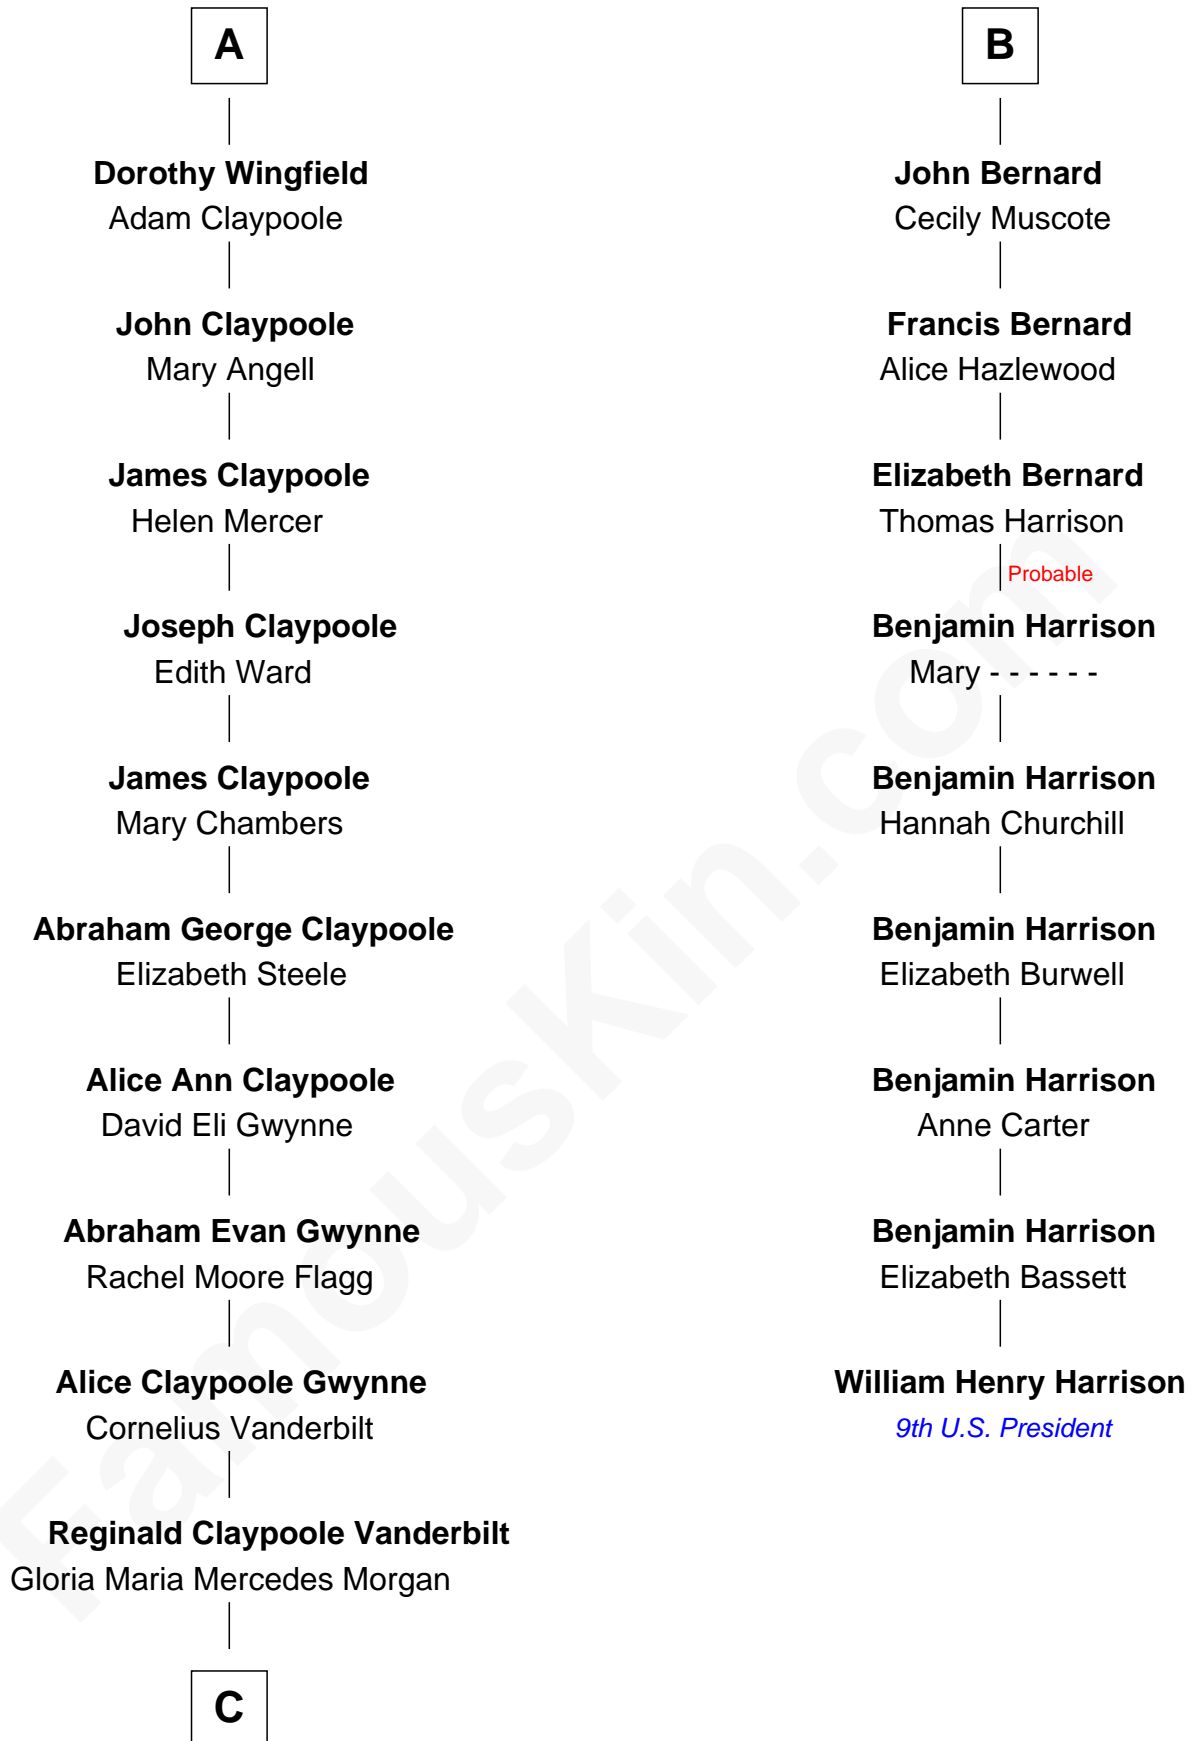 A
Dorothy Wingfield
Adam Claypoole
John Claypoole
Mary Angell
James Claypoole
Helen Mercer
Joseph Claypoole
Edith Ward
James Claypoole
Mary Chambers
Abraham George Claypoole
Elizabeth Steele
Alice Ann Claypoole
David Eli Gwynne
Abraham Evan Gwynne
Rachel Moore Flagg
Alice Claypoole Gwynne
Cornelius Vanderbilt
Reginald Claypoole Vanderbilt
Gloria Maria Mercedes Morgan
C
B
John Bernard
Cecily Muscote
Francis Bernard
Alice Hazlewood
Elizabeth Bernard
Thomas Harrison
Probable
Benjamin Harrison
Mary - - - - - -
Benjamin Harrison
Hannah Churchill
Benjamin Harrison
Elizabeth Burwell
Benjamin Harrison
Anne Carter
Benjamin Harrison
Elizabeth Bassett
William Henry Harrison
9th U.S. President
FamousKin.com